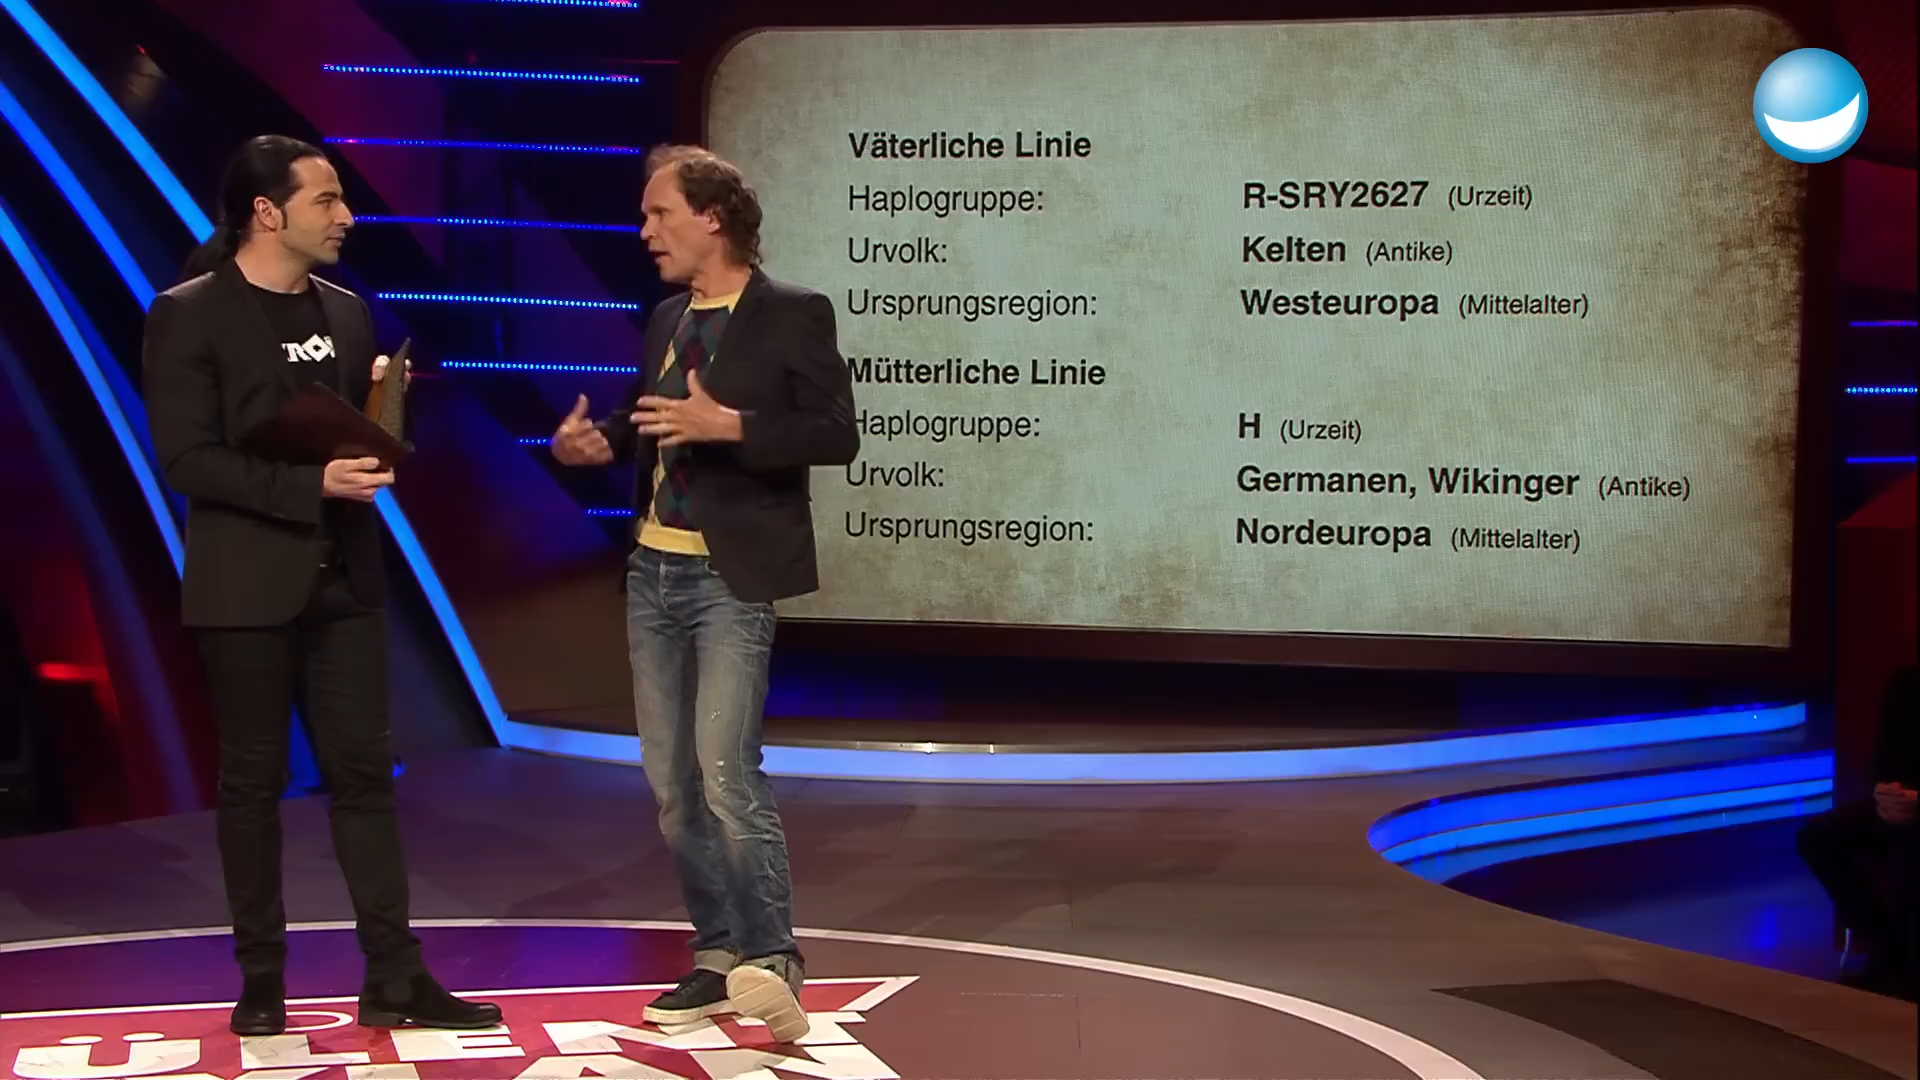 Väterliche Linie
Haplogruppe: R-SRY2627 (Urzeit)
Urvolk: Kelten (Antike)
Ursprungsregion: Westeuropa (Mittelalter)
Mütterliche Linie
Haplogruppe: H (Urzeit)
Urvolk: Germanen, Wikinger (Antike)
Ursprungsregion: Nordeuropa (Mittelalter)